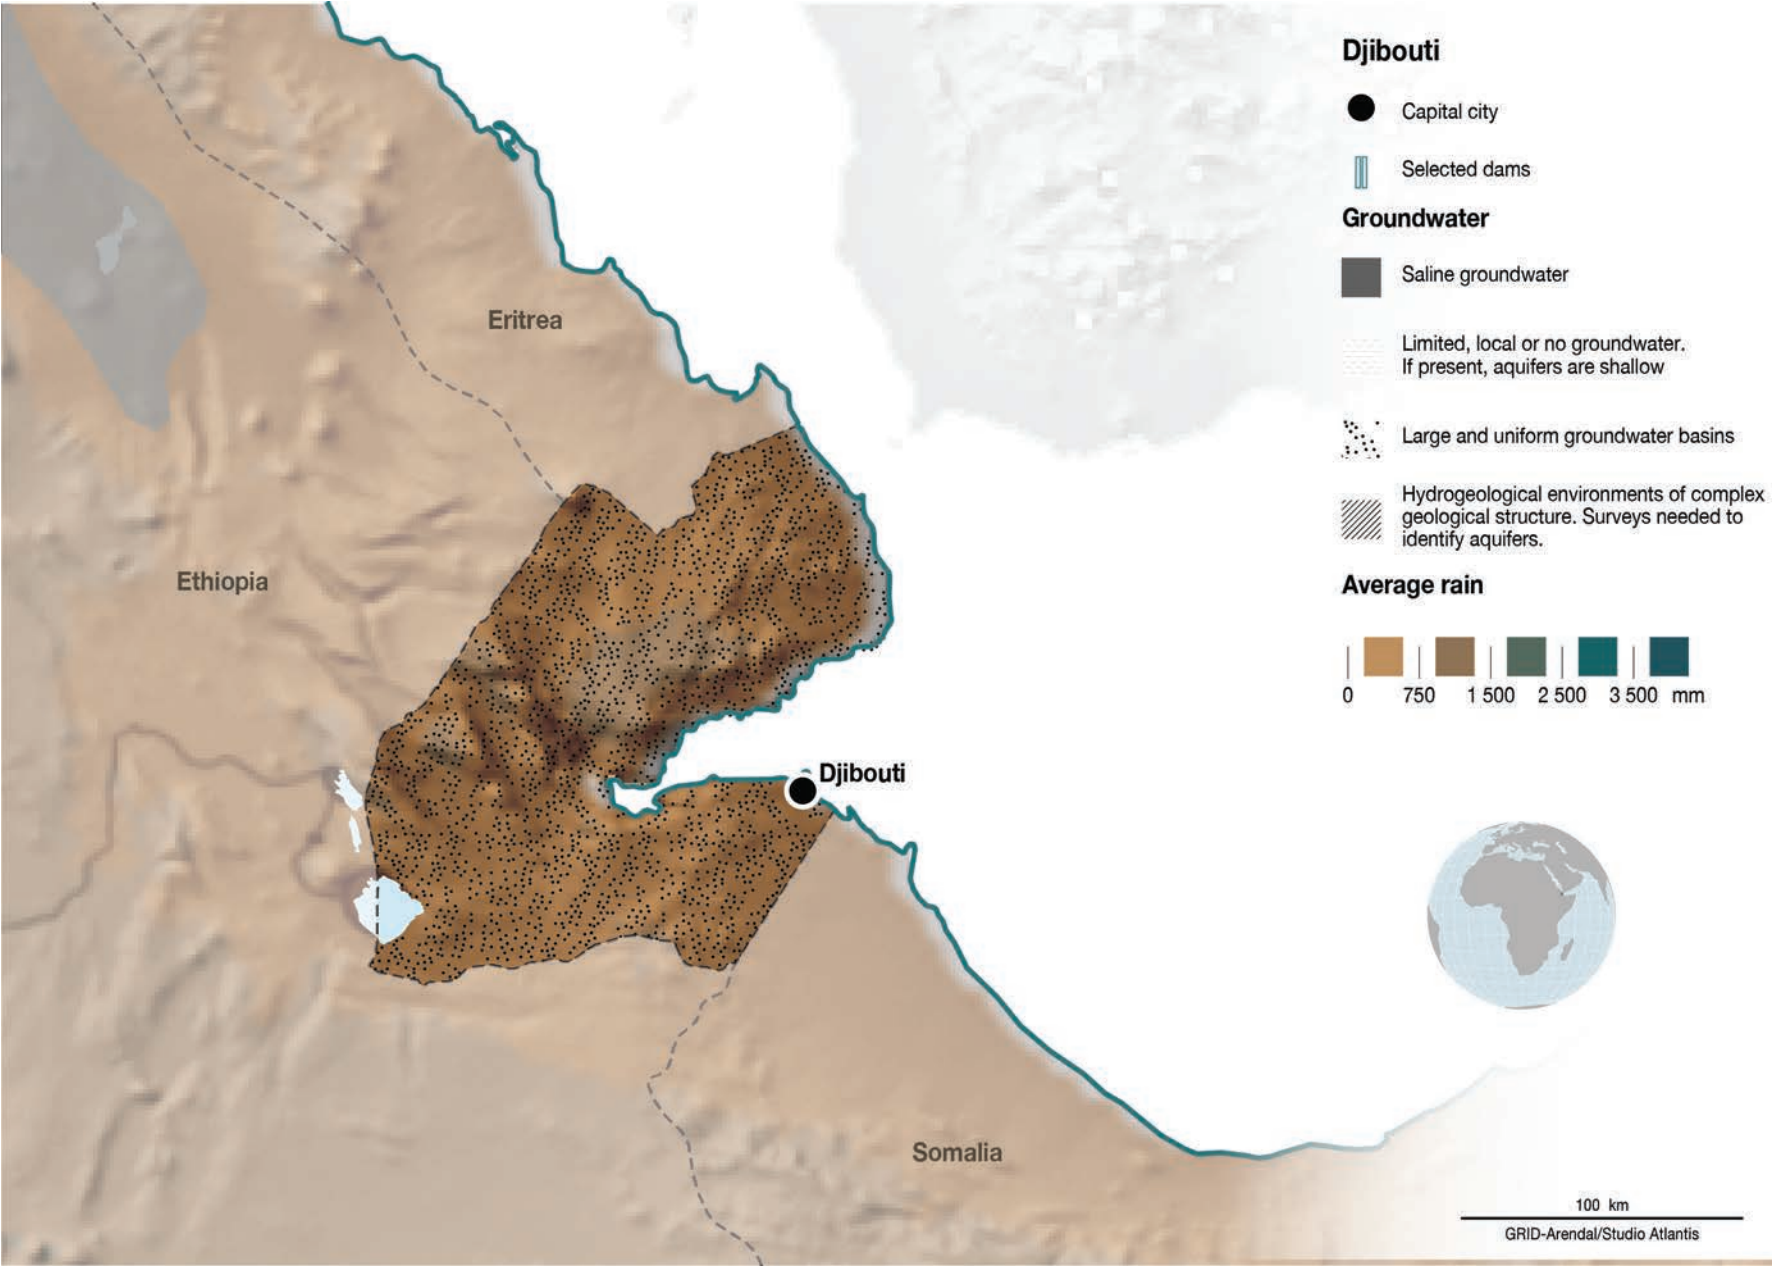 Djibouti
Capital city
Selected dams
Groundwater
Saline groundwater
Limited, local or no groundwater.
If present, aquifers are shallow
Large and uniform groundwater basins
Hydrogeological environments of complex
geological structure. Surveys needed to
identify aquifers.
Average rain
0 750 1 500 2 500 3 500 mm
Eritrea
Ethiopia
Djibouti
Somalia
100 km
GRID-Arendal/Studio Atlantis